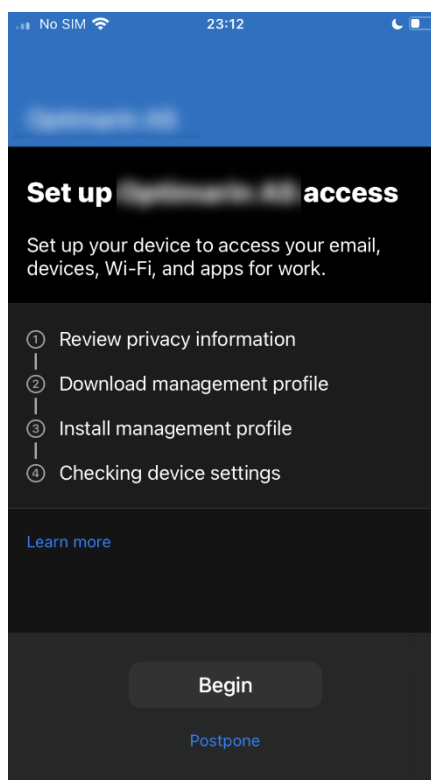 No SIM 23:12
Set up access
Set up your device to access your email,
devices, Wi-Fi, and apps for work.
1 Review privacy information
2 Download management profile
3 Install management profile
4 Checking device settings
Learn more
Begin
Postpone